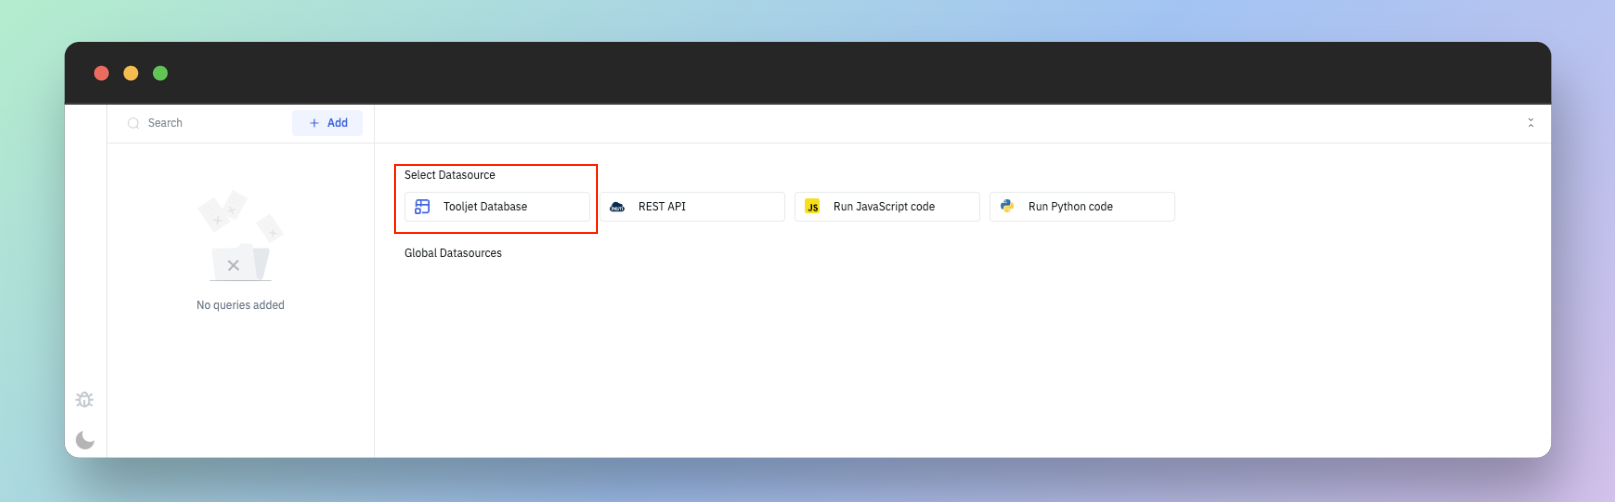 Search
+ Add
Select Datasource
Tooljet Database
REST API
JS Run JavaScript code
Run Python code
Global Datasources
No queries added